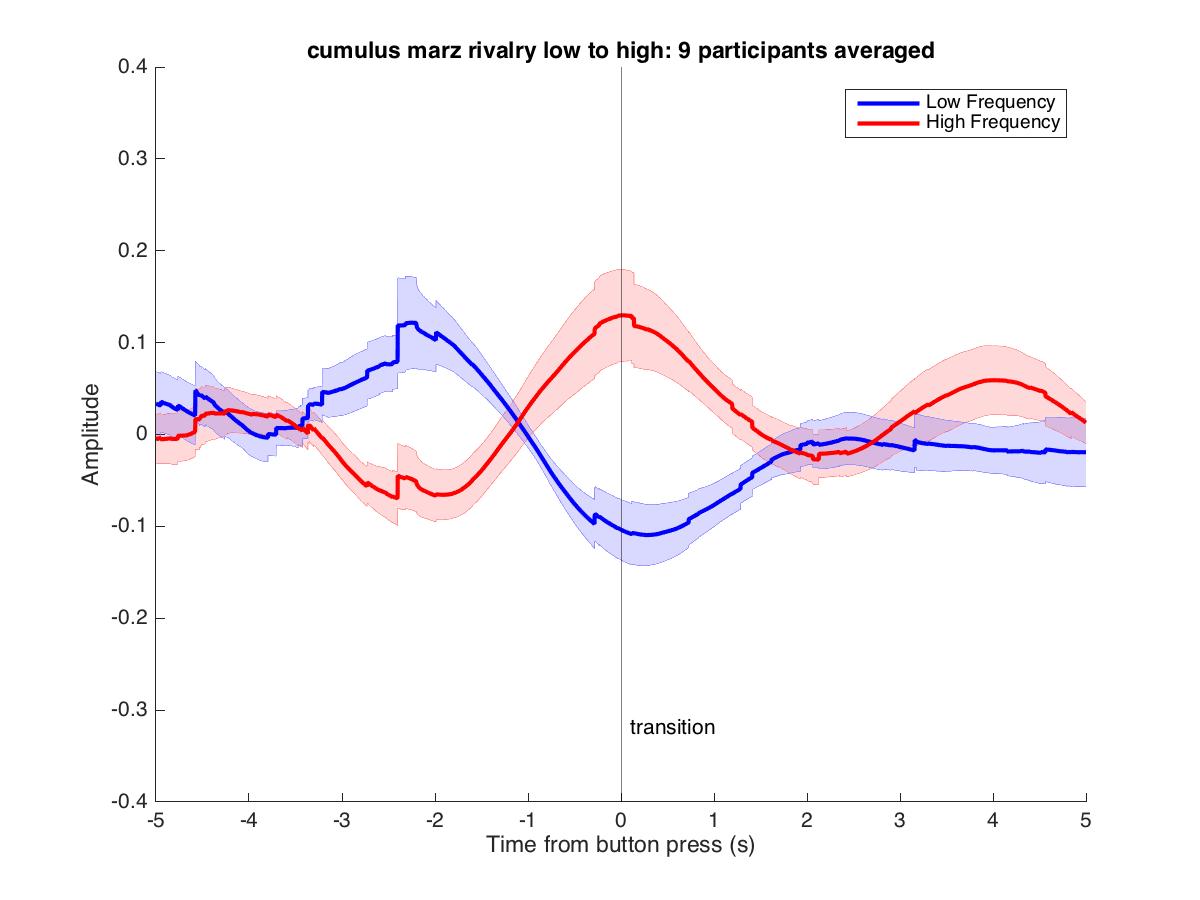 cumulus marz rivalry low to high: 9 participants averaged
Low Frequency
High Frequency
0.4
0.3
0.2
0.1
0
-0.1
-0.2
-0.3
-0.4
Amplitude
transition
-5 -4 -3 -2 -1 0 1 2 3 4 5
Time from button press (s)